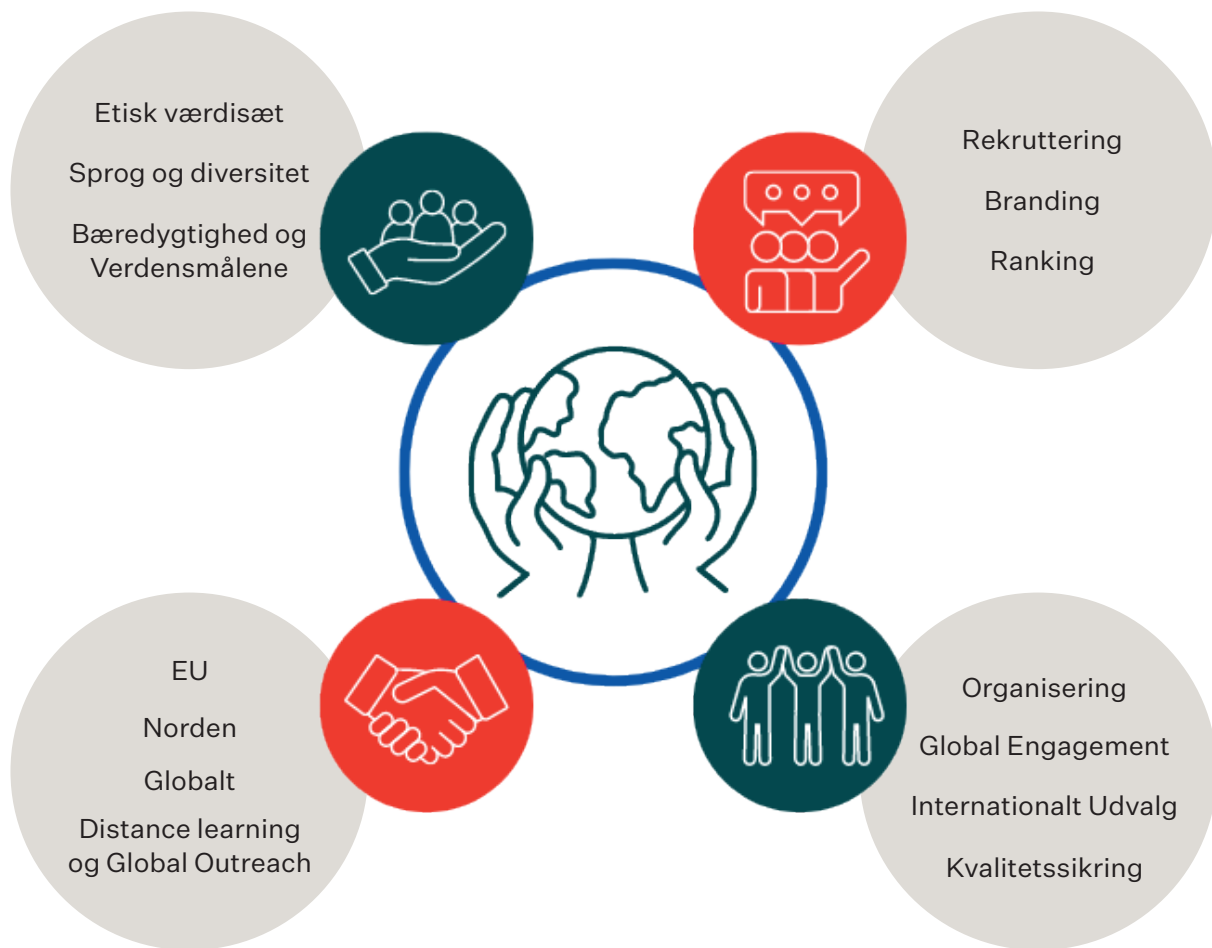 Etisk værdisæt
Sprog og diversitet
Bæredygtighed og
Verdensmålene
Rekruttering
Branding
Ranking
EU
Norden
Globalt
Distance learning
og Global Outreach
Organisering
Global Engagement
Internationalt Udvalg
Kvalitetssikring